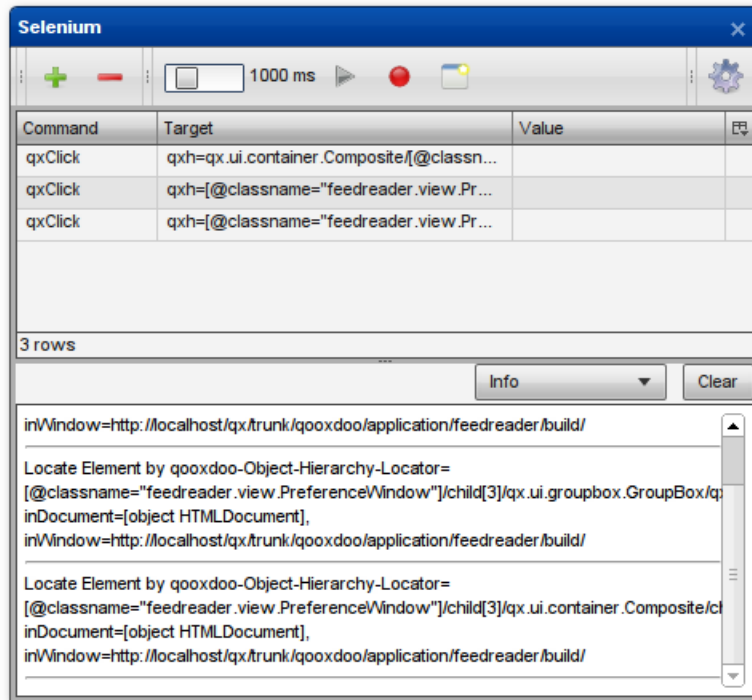 Selenium
1000 ms
Command Target Value
qxClick qxh=qx.ui.container.Composite/[@classn...
qxClick qxh=[@classname="feedreader.view.Pr...
qxClick qxh=[@classname="feedreader.view.Pr...
3 rows
Info Clear
inWindow=http://localhost/qx/trunk/qooxdoo/application/feedreader/build/
Locate Element by qooxdoo-Object-Hierarchy-Locator=
[@classname="feedreader.view.PreferenceWindow"]/child[3]/qx.ui.groupbox.GroupBox/qx
inDocument=[object HTMLDocument],
inWindow=http://localhost/qx/trunk/qooxdoo/application/feedreader/build/
Locate Element by qooxdoo-Object-Hierarchy-Locator=
[@classname="feedreader.view.PreferenceWindow"]/child[3]/qx.ui.container.Composite/ch
inDocument=[object HTMLDocument],
inWindow=http://localhost/qx/trunk/qooxdoo/application/feedreader/build/